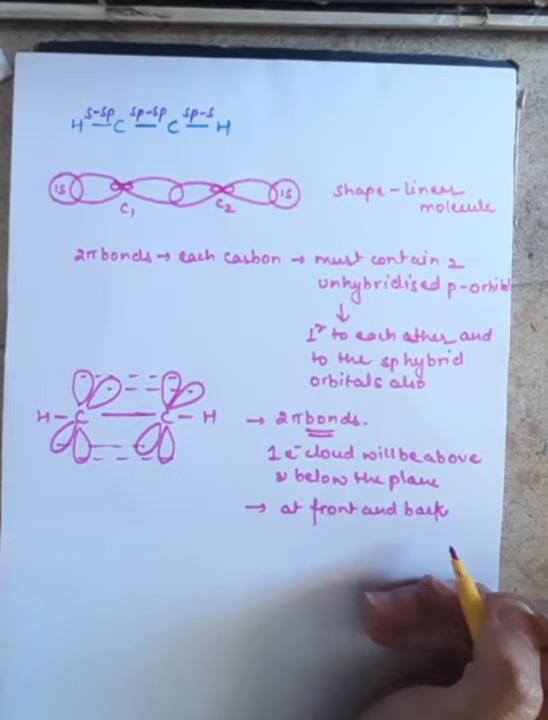 s-sp sp-sp sp-s
H — C — C — H
1s 1s
C1 C2
shape - linear
molecule
2π bonds → each carbon → must contain 2
unhybridised p-orbit
↓
1r to each other and
to the sp hybrid
orbitals also
H - C — C - H
→ 2π bonds.
1 e⁻ cloud will be above
& below the plane
→ at front and back